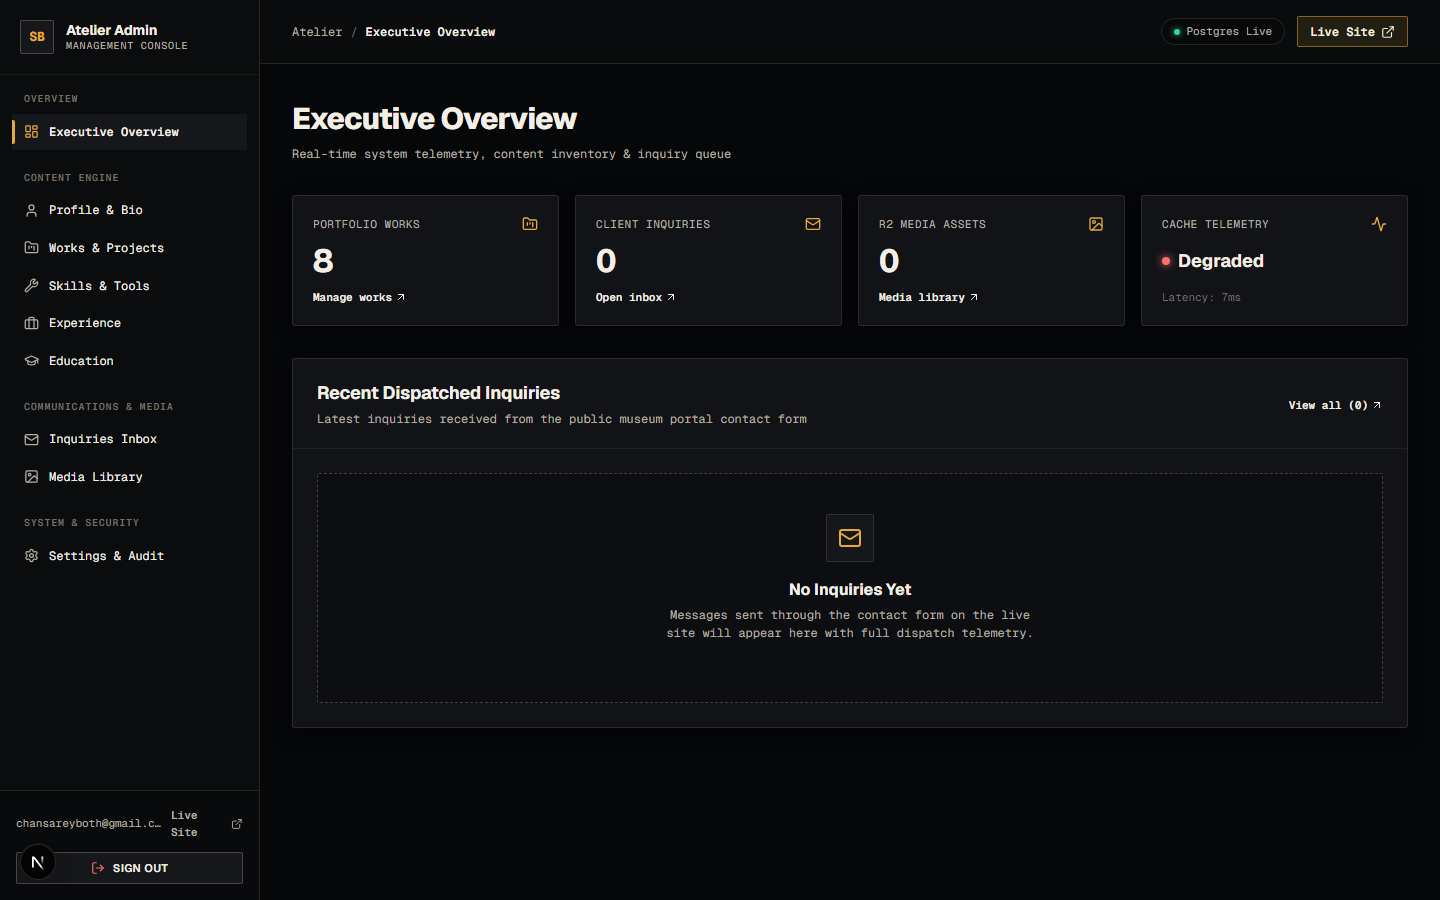 SB
Atelier Admin
MANAGEMENT CONSOLE
OVERVIEW
Executive Overview
CONTENT ENGINE
Profile & Bio
Works & Projects
Skills & Tools
Experience
Education
COMMUNICATIONS & MEDIA
Inquiries Inbox
Media Library
SYSTEM & SECURITY
Settings & Audit
chansareyboth@gmail.c…
Live
Site
N
SIGN OUT
Atelier / Executive Overview
Postgres Live
Live Site
Executive Overview
Real-time system telemetry, content inventory & inquiry queue
PORTFOLIO WORKS
8
Manage works
CLIENT INQUIRIES
0
Open inbox
R2 MEDIA ASSETS
0
Media library
CACHE TELEMETRY
Degraded
Latency: 7ms
Recent Dispatched Inquiries
Latest inquiries received from the public museum portal contact form
View all (0)
No Inquiries Yet
Messages sent through the contact form on the live
site will appear here with full dispatch telemetry.